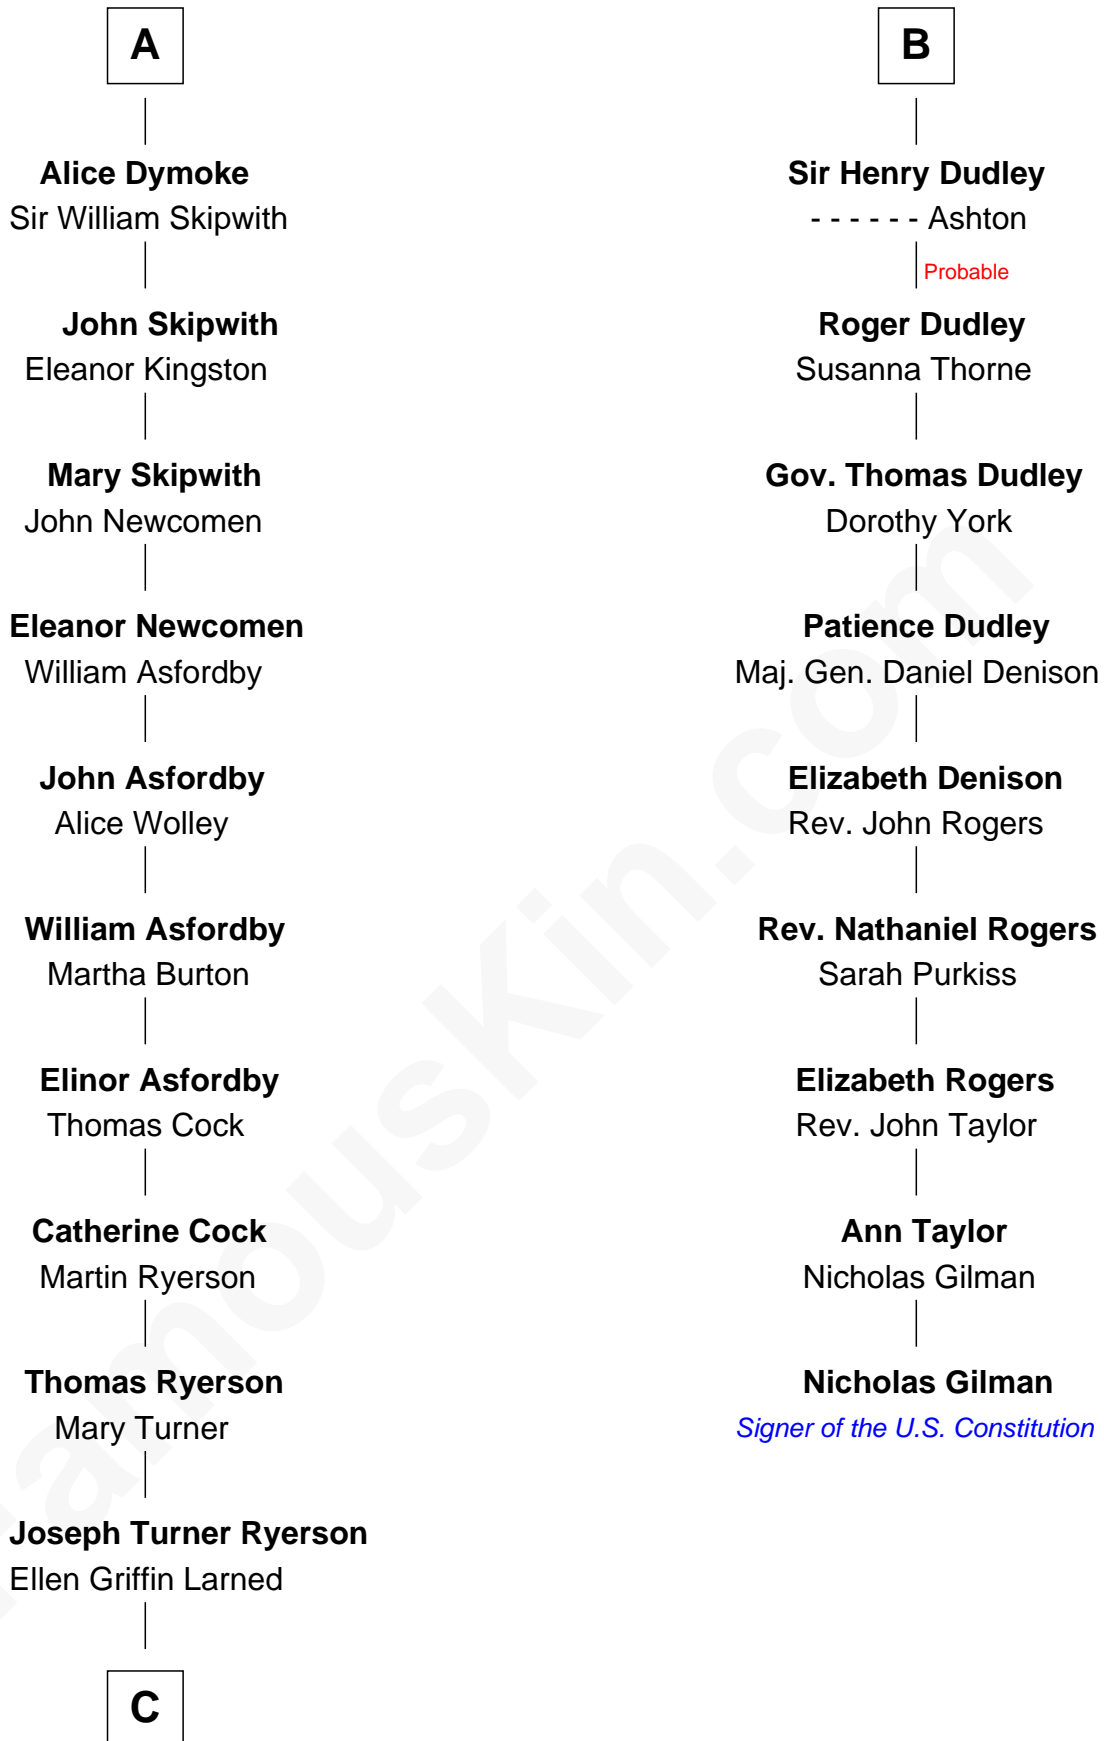 A
Alice Dymoke
Sir William Skipwith
John Skipwith
Eleanor Kingston
Mary Skipwith
John Newcomen
Eleanor Newcomen
William Asfordby
John Asfordby
Alice Wolley
William Asfordby
Martha Burton
Elinor Asfordby
Thomas Cock
Catherine Cock
Martin Ryerson
Thomas Ryerson
Mary Turner
Joseph Turner Ryerson
Ellen Griffin Larned
C
B
Sir Henry Dudley
- - - - - - Ashton
Probable
Roger Dudley
Susanna Thorne
Gov. Thomas Dudley
Dorothy York
Patience Dudley
Maj. Gen. Daniel Denison
Elizabeth Denison
Rev. John Rogers
Rev. Nathaniel Rogers
Sarah Purkiss
Elizabeth Rogers
Rev. John Taylor
Ann Taylor
Nicholas Gilman
Nicholas Gilman
Signer of the U.S. Constitution
FamousKin.com